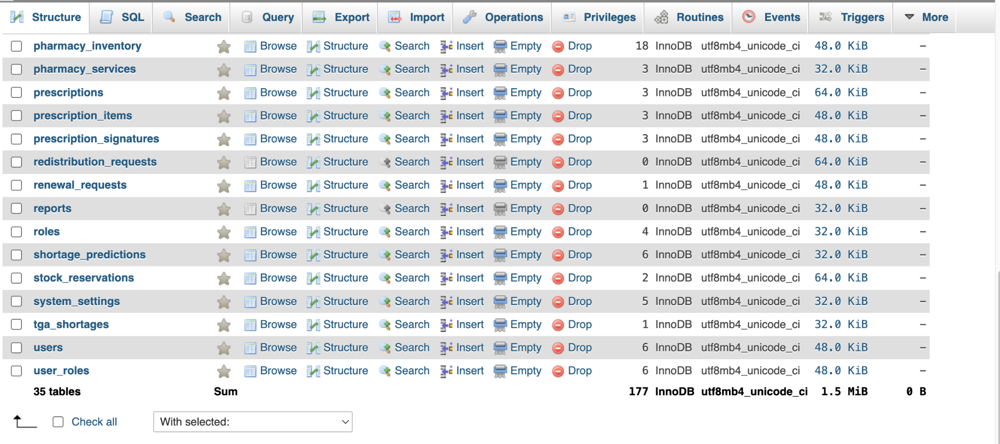 Structure SQL Search Query Export Import Operations Privileges Routines Events Triggers More
pharmacy_inventory Browse Structure Search Insert Empty Drop 18 InnoDB utf8mb4_unicode_ci 48.0 KiB –
pharmacy_services Browse Structure Search Insert Empty Drop 3 InnoDB utf8mb4_unicode_ci 32.0 KiB –
prescriptions Browse Structure Search Insert Empty Drop 3 InnoDB utf8mb4_unicode_ci 64.0 KiB –
prescription_items Browse Structure Search Insert Empty Drop 3 InnoDB utf8mb4_unicode_ci 48.0 KiB –
prescription_signatures Browse Structure Search Insert Empty Drop 3 InnoDB utf8mb4_unicode_ci 48.0 KiB –
redistribution_requests Browse Structure Search Insert Empty Drop 0 InnoDB utf8mb4_unicode_ci 64.0 KiB –
renewal_requests Browse Structure Search Insert Empty Drop 1 InnoDB utf8mb4_unicode_ci 48.0 KiB –
reports Browse Structure Search Insert Empty Drop 0 InnoDB utf8mb4_unicode_ci 32.0 KiB –
roles Browse Structure Search Insert Empty Drop 4 InnoDB utf8mb4_unicode_ci 32.0 KiB –
shortage_predictions Browse Structure Search Insert Empty Drop 6 InnoDB utf8mb4_unicode_ci 32.0 KiB –
stock_reservations Browse Structure Search Insert Empty Drop 2 InnoDB utf8mb4_unicode_ci 64.0 KiB –
system_settings Browse Structure Search Insert Empty Drop 5 InnoDB utf8mb4_unicode_ci 32.0 KiB –
tga_shortages Browse Structure Search Insert Empty Drop 1 InnoDB utf8mb4_unicode_ci 32.0 KiB –
users Browse Structure Search Insert Empty Drop 6 InnoDB utf8mb4_unicode_ci 48.0 KiB –
user_roles Browse Structure Search Insert Empty Drop 6 InnoDB utf8mb4_unicode_ci 48.0 KiB –
35 tables Sum 177 InnoDB utf8mb4_unicode_ci 1.5 MiB 0 B
Check all With selected: